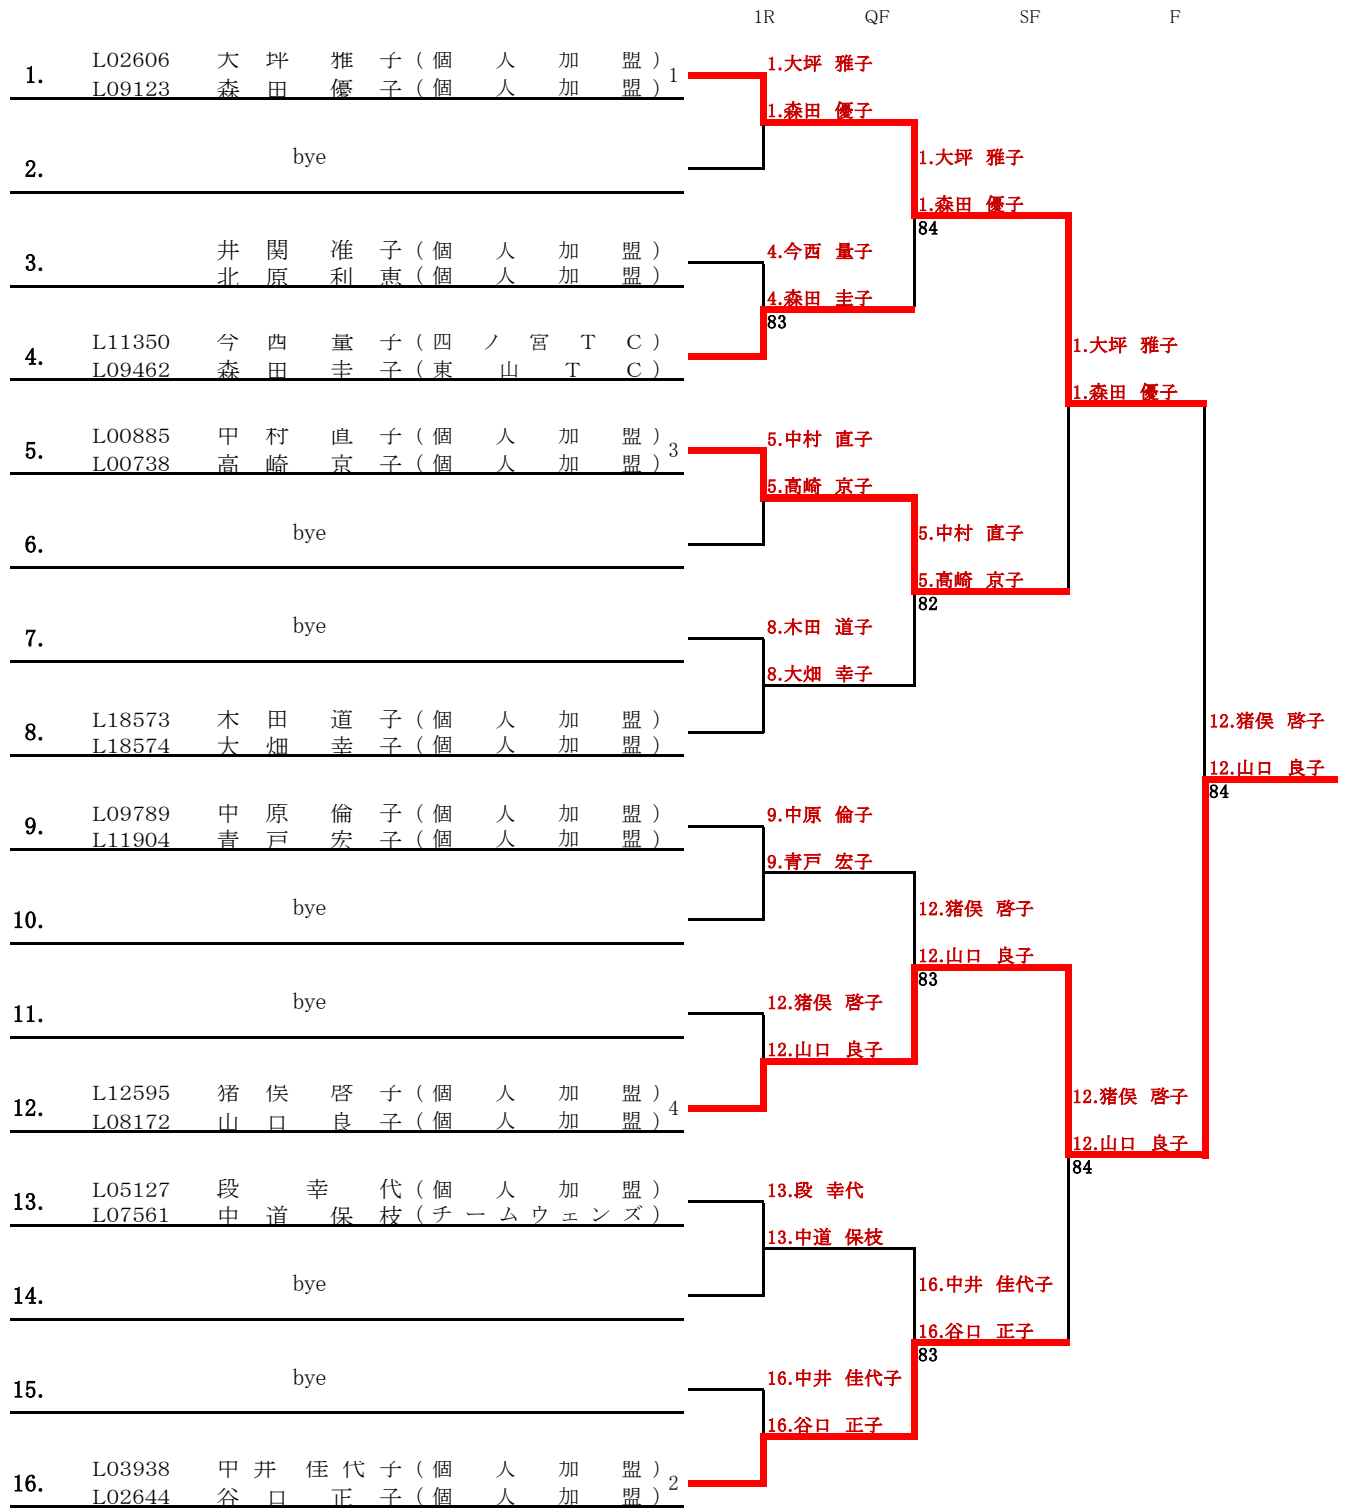 1R QF SF F
1. L02606 大坪 雅子(個人加盟) 1
L09123 森田 優子(個人加盟)
2. bye
3. 井関 准子(個人加盟)
北原 利恵(個人加盟)
4. L11350 今西 量子(四ノ宮TC)
L09462 森田 圭子(東山TC)
5. L00885 中村 直子(個人加盟) 3
L00738 高崎 京子(個人加盟)
6. bye
7. bye
8. L18573 木田 道子(個人加盟)
L18574 大畑 幸子(個人加盟)
9. L09789 中原 倫子(個人加盟)
L11904 青戸 宏子(個人加盟)
10. bye
11. bye
12. L12595 猪俣 啓子(個人加盟) 4
L08172 山口 良子(個人加盟)
13. L05127 段 幸代(個人加盟)
L07561 中道 保枝(チームウェンズ)
14. bye
15. bye
16. L03938 中井 佳代子(個人加盟) 2
L02644 谷口 正子(個人加盟)
1.大坪 雅子
1.森田 優子
4.今西 量子
4.森田 圭子
83
5.中村 直子
5.高崎 京子
8.木田 道子
8.大畑 幸子
9.中原 倫子
9.青戸 宏子
12.猪俣 啓子
12.山口 良子
13.段 幸代
13.中道 保枝
16.中井 佳代子
16.谷口 正子
1.大坪 雅子
1.森田 優子
84
5.中村 直子
5.高崎 京子
82
12.猪俣 啓子
12.山口 良子
83
16.中井 佳代子
16.谷口 正子
83
1.大坪 雅子
1.森田 優子
12.猪俣 啓子
12.山口 良子
84
12.猪俣 啓子
12.山口 良子
84